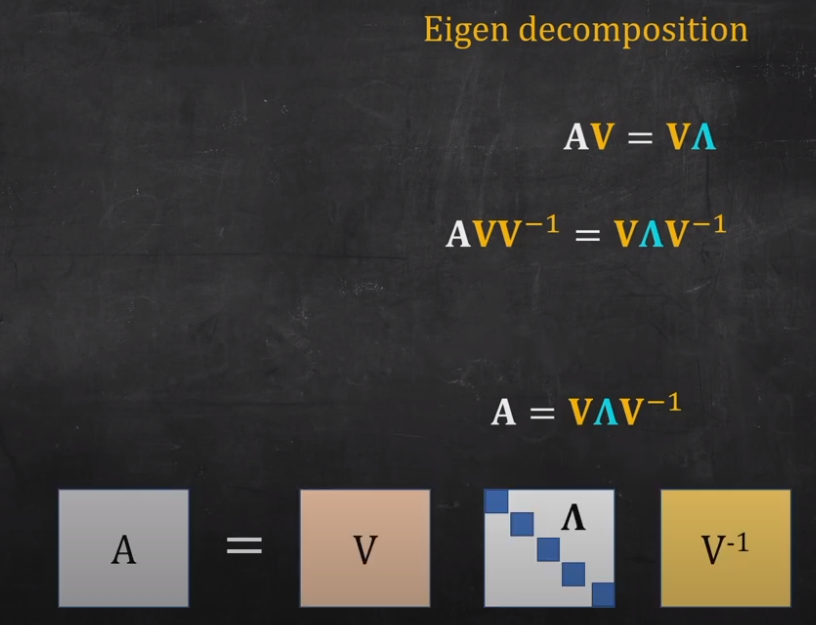 Eigen decomposition
AV = VΛ
AVV⁻¹ = VΛV⁻¹
A = VΛV⁻¹
A = V Λ V⁻¹